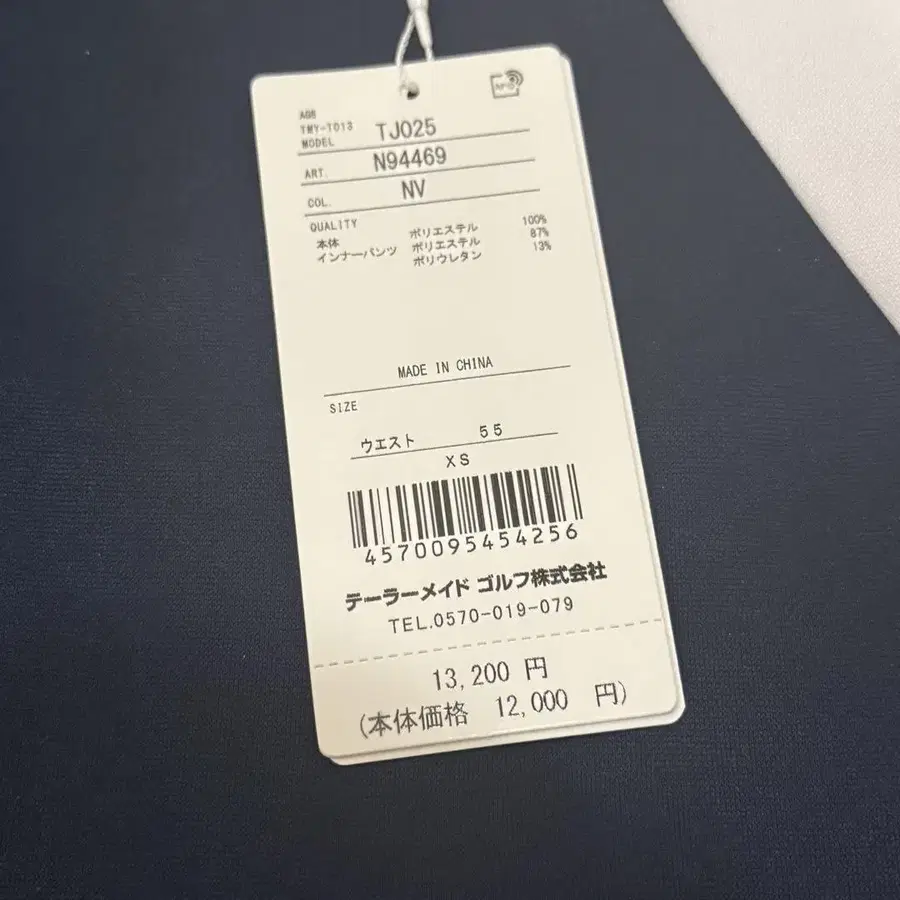 RFID
AGB
TMY-T013
MODEL TJ025
ART. N94469
COL. NV
QUALITY
本体 ポリエステル 100%
インナーパンツ ポリエステル 87%
ポリウレタン 13%
MADE IN CHINA
SIZE
ウエスト 55
XS
4570095454256
テーラーメイド ゴルフ株式会社
TEL.0570-019-079
13,200 円
(本体価格 12,000 円)